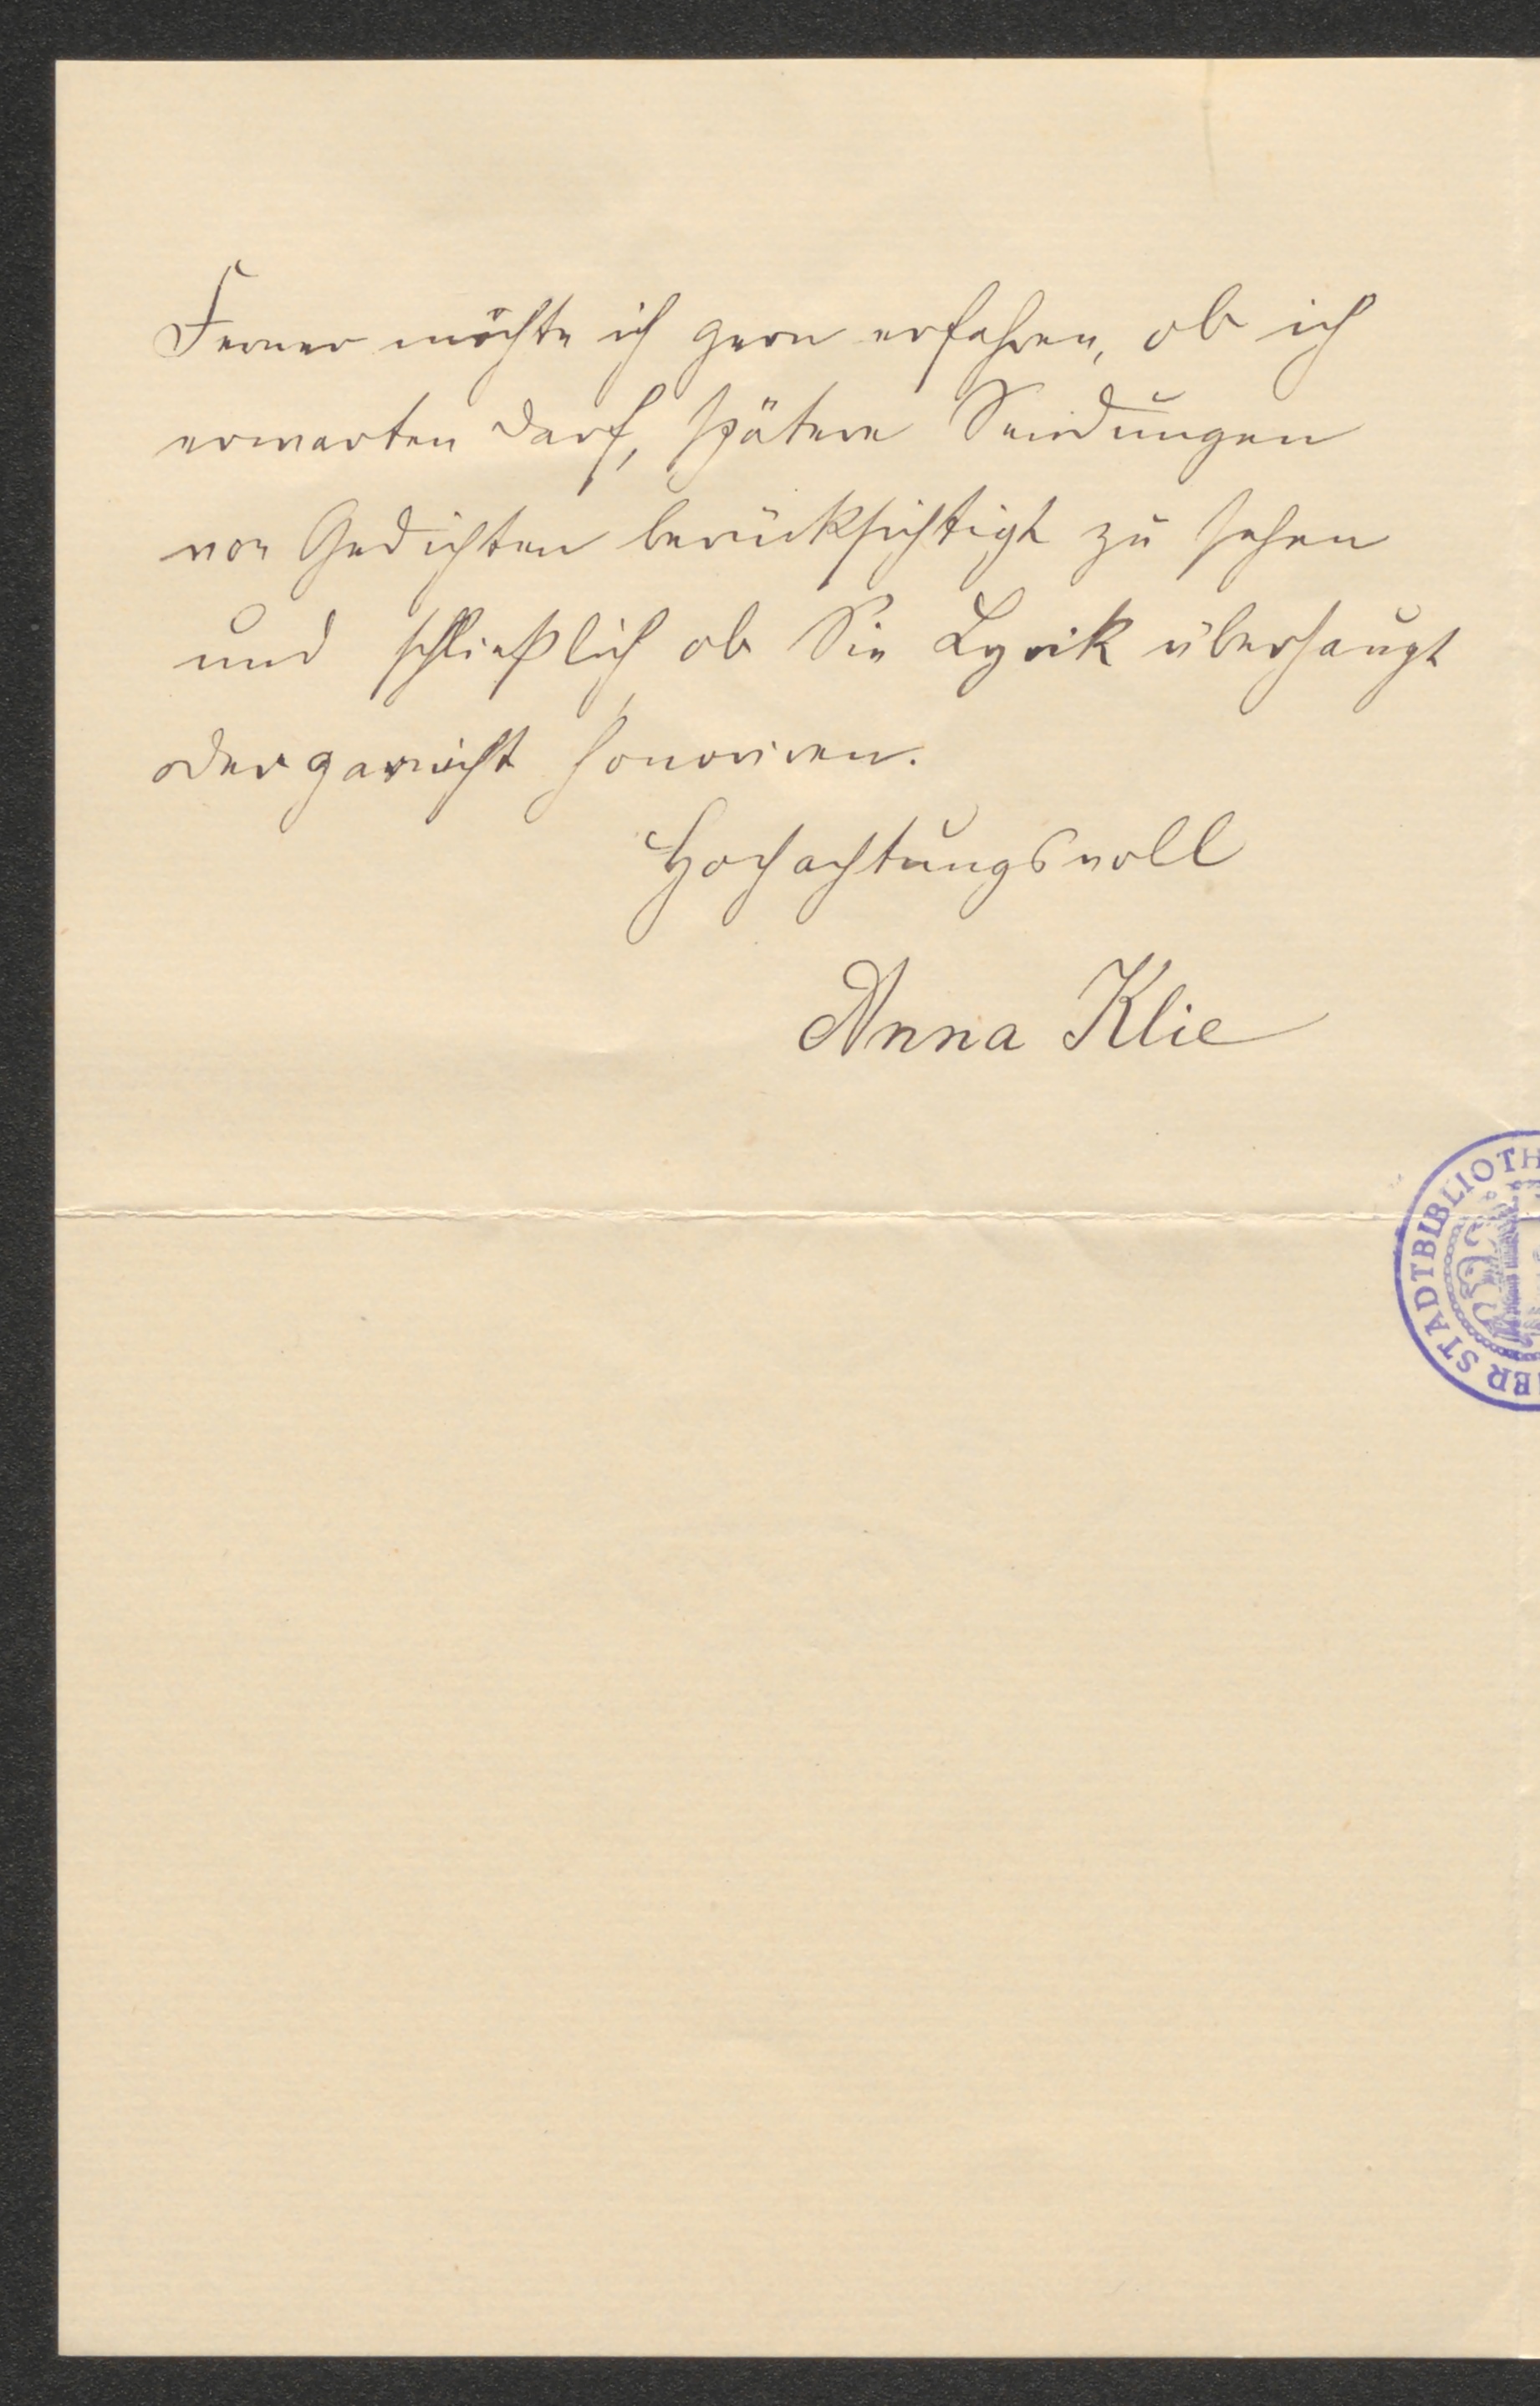 Ferner möchte ich gern erfahren, ob ich
erwarten darf, spätere Sendungen
von Gedichten berücksichtigt zu sehen
und schließlich ob Sie Lyrik überhaupt
oder garnicht honoriren.
Hochachtungsvoll
Anna Klie
STADTBIBLIOTH